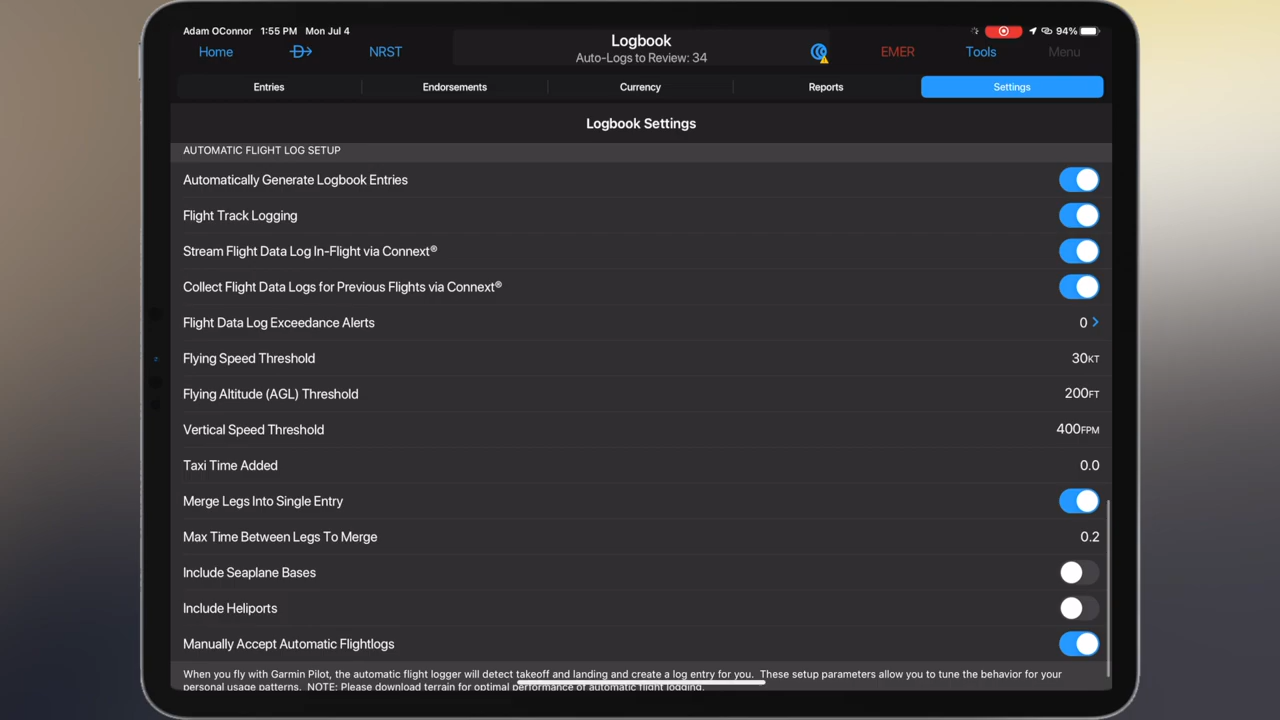 Adam OConnor 1:55 PM Mon Jul 4 94%
Home NRST Logbook EMER Tools Menu
Auto-Logs to Review: 34
Entries Endorsements Currency Reports Settings
Logbook Settings
AUTOMATIC FLIGHT LOG SETUP
Automatically Generate Logbook Entries
Flight Track Logging
Stream Flight Data Log In-Flight via Connext®
Collect Flight Data Logs for Previous Flights via Connext®
Flight Data Log Exceedance Alerts 0
Flying Speed Threshold 30KT
Flying Altitude (AGL) Threshold 200FT
Vertical Speed Threshold 400FPM
Taxi Time Added 0.0
Merge Legs Into Single Entry
Max Time Between Legs To Merge 0.2
Include Seaplane Bases
Include Heliports
Manually Accept Automatic Flightlogs
When you fly with Garmin Pilot, the automatic flight logger will detect takeoff and landing and create a log entry for you. These setup parameters allow you to tune the behavior for your
personal usage patterns. NOTE: Please download terrain for optimal performance of automatic flight logging.